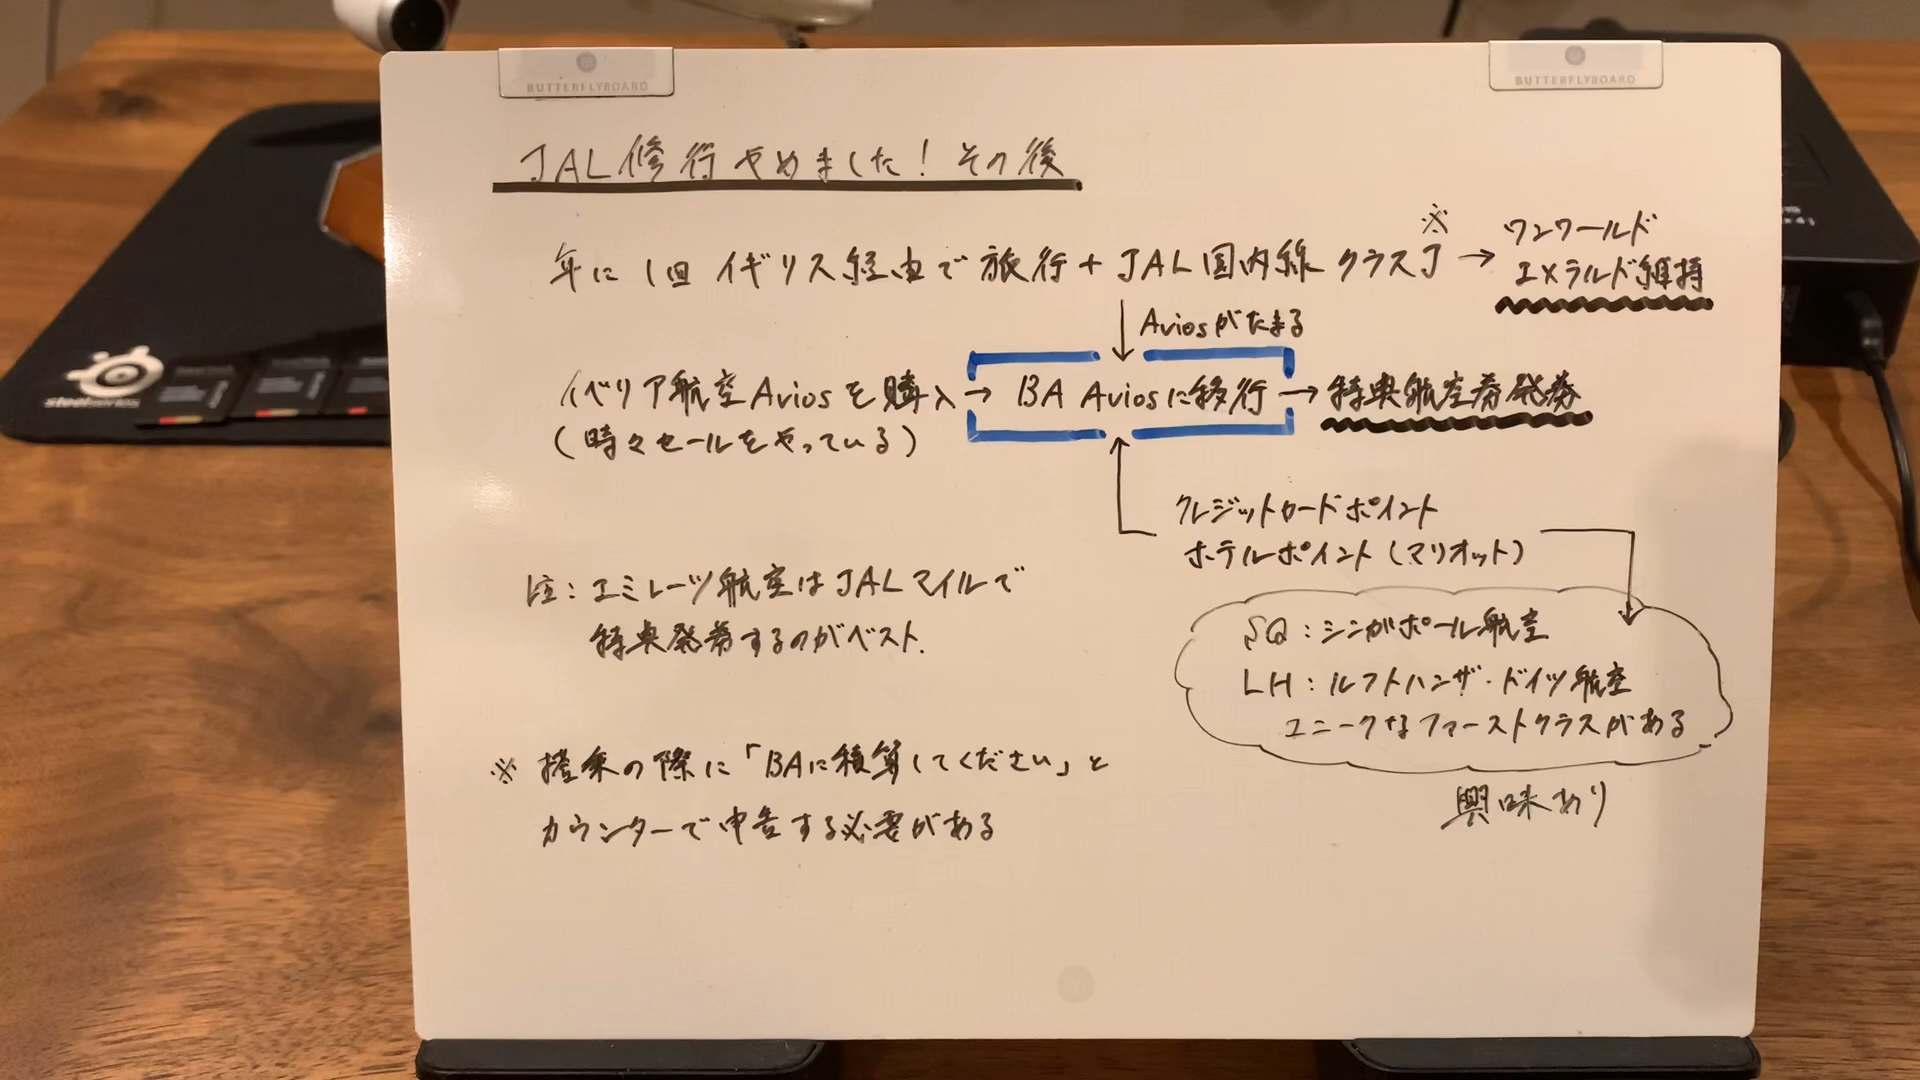 BUTTERFLYBOARD
BUTTERFLYBOARD
JAL修行やめました！その後
年に1回イギリス経由で旅行+JAL国内線クラスJ※→ワンワールド
エメラルド維持
Aviosがたまる
イベリア航空Aviosを購入→BA Aviosに移行→特典航空券発券
(時々セールをやっている)
クレジットカードポイント
ホテルポイント(マリオット)
注:エミレーツ航空はJALマイルで
特典発券するのがベスト.
SQ:シンガポール航空
LH:ルフトハンザ・ドイツ航空
ユニークなファーストクラスがある
興味あり
※搭乗の際に「BAに積算してください」と
カウンターで申告する必要がある
steelseries